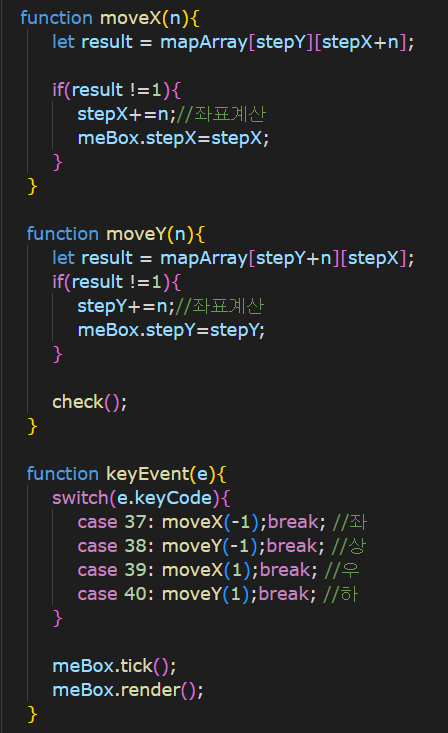 function moveX(n){
let result = mapArray[stepY][stepX+n];
if(result !=1){
stepX+=n;//좌표계산
meBox.stepX=stepX;
}
}
function moveY(n){
let result = mapArray[stepY+n][stepX];
if(result !=1){
stepY+=n;//좌표계산
meBox.stepY=stepY;
}
check();
}
function keyEvent(e){
switch(e.keyCode){
case 37: moveX(-1);break; //좌
case 38: moveY(-1);break; //상
case 39: moveX(1);break; //우
case 40: moveY(1);break; //하
}
meBox.tick();
meBox.render();
}